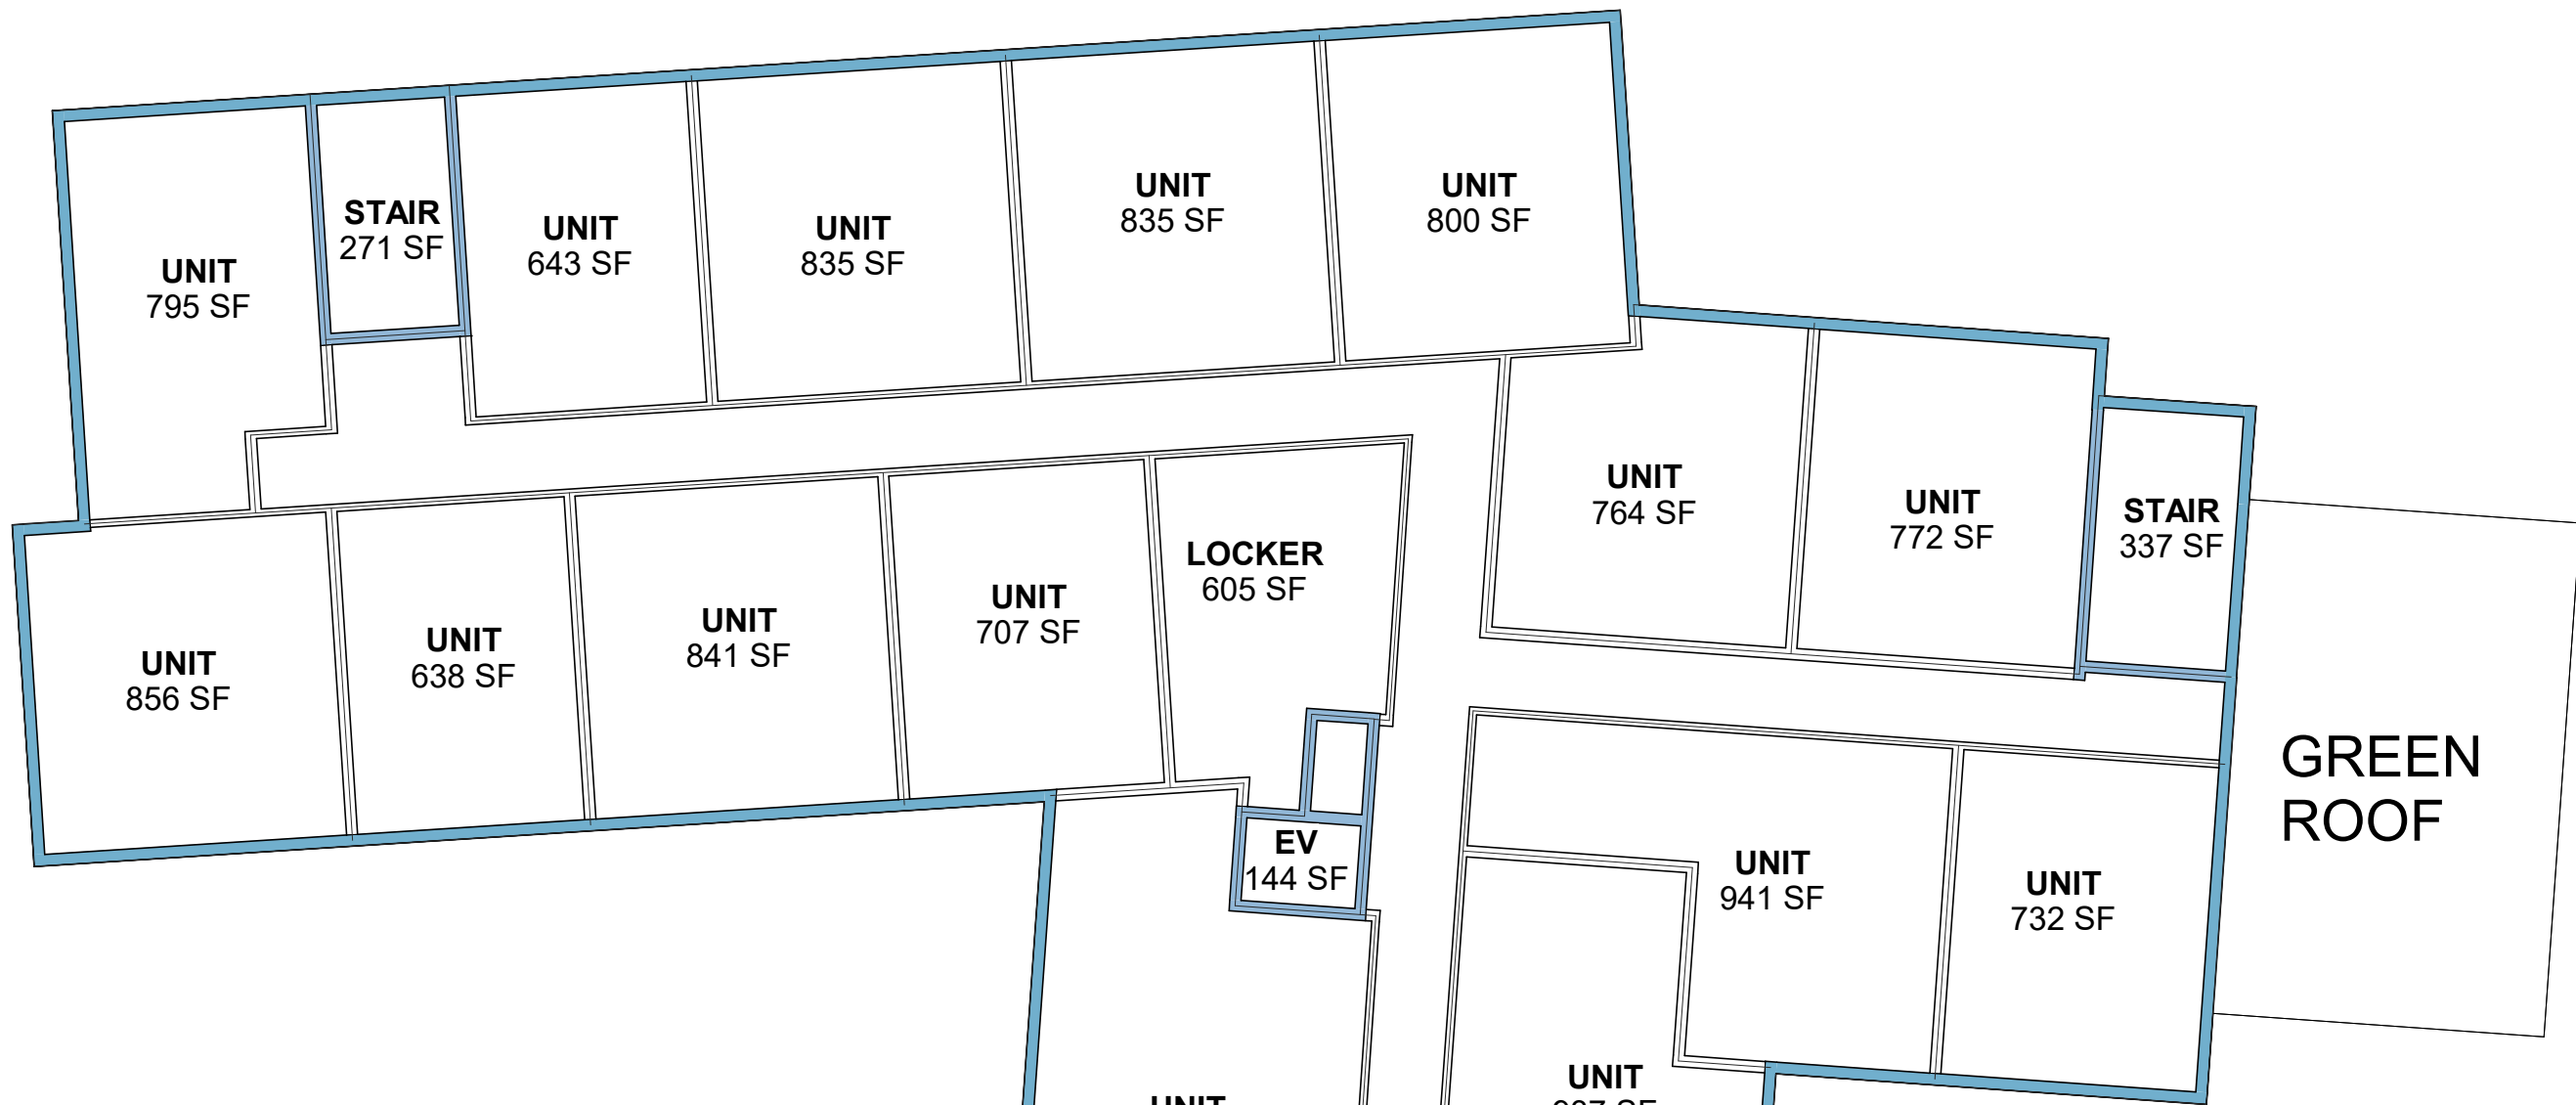 UNIT
795 SF
STAIR
271 SF
UNIT
643 SF
UNIT
835 SF
UNIT
835 SF
UNIT
800 SF
UNIT
764 SF
UNIT
772 SF
STAIR
337 SF
UNIT
856 SF
UNIT
638 SF
UNIT
841 SF
UNIT
707 SF
LOCKER
605 SF
EV
144 SF
UNIT
941 SF
UNIT
732 SF
GREEN
ROOF
UNIT
UNIT